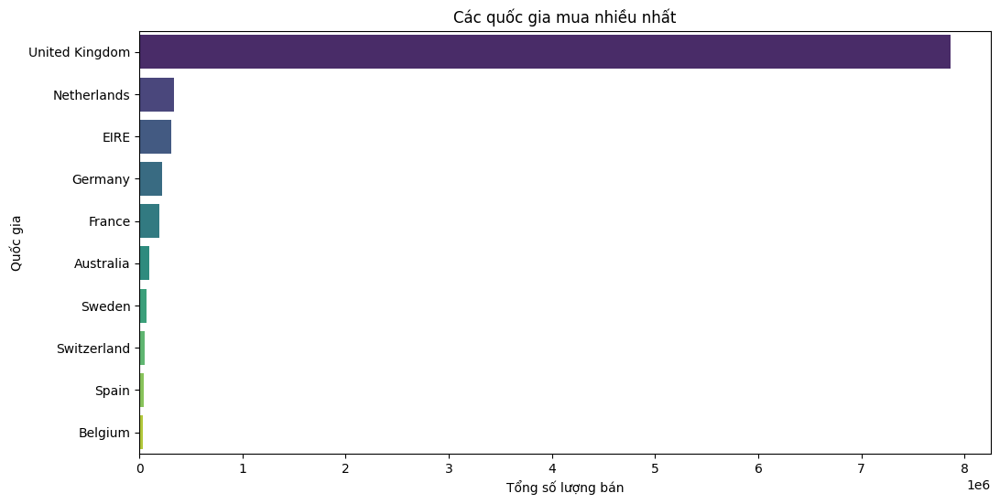 Các quốc gia mua nhiều nhất
Quốc gia
United Kingdom
Netherlands
EIRE
Germany
France
Australia
Sweden
Switzerland
Spain
Belgium
0 1 2 3 4 5 6 7 8
1e6
Tổng số lượng bán